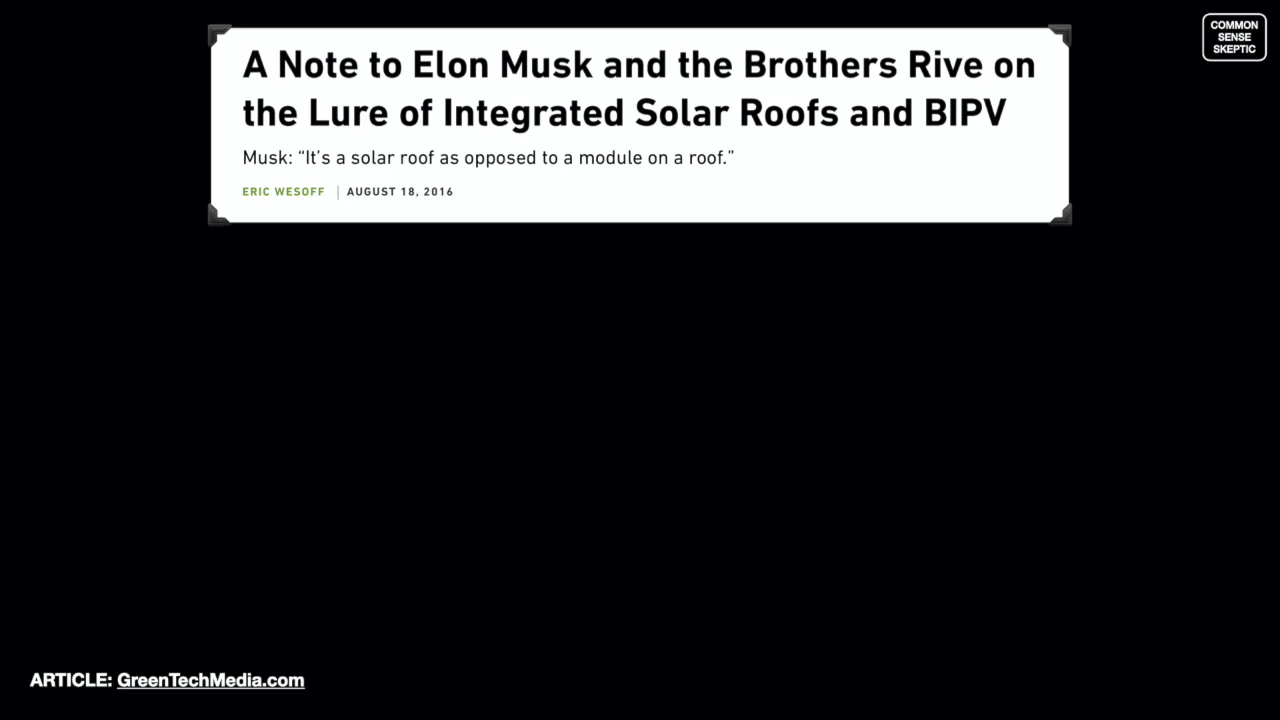 COMMON
SENSE
SKEPTIC
A Note to Elon Musk and the Brothers Rive on
the Lure of Integrated Solar Roofs and BIPV
Musk: “It’s a solar roof as opposed to a module on a roof.”
ERIC WESOFF | AUGUST 18, 2016
ARTICLE: GreenTechMedia.com